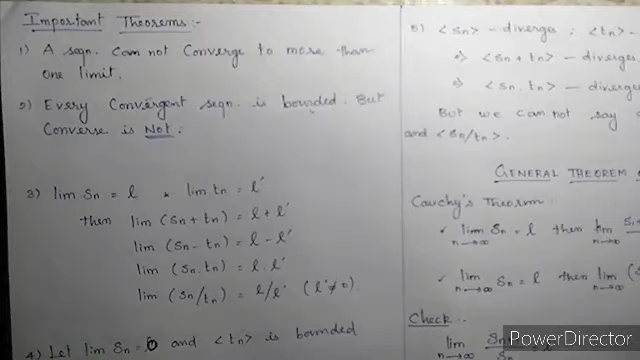 Important Theorems :-
1) A seqn. can not Converge to more than
one limit.
2) Every Convergent seqn. is bounded. But
Converse is NOT.
3) lim Sn = l & lim tn = l'
then lim (Sn + tn) = l + l'
lim (Sn - tn) = l - l'
lim (Sn . tn) = l . l'
lim (Sn/tn) = l/l' (l' ≠ 0)
4) Let lim Sn = 0 and <tn> is bounded
5) <Sn> - diverge ; <tn> -
<Sn + tn> - diverges
<Sn . tn> - diverges
But we can not say
and <Sn/tn>.
GENERAL THEOREM
Cauchy's Theorem
✓ lim n→∞ Sn = l then lim n→∞
✓ lim n→∞ Sn = l then lim n→∞ (S
Check :-
lim n→∞
PowerDirector